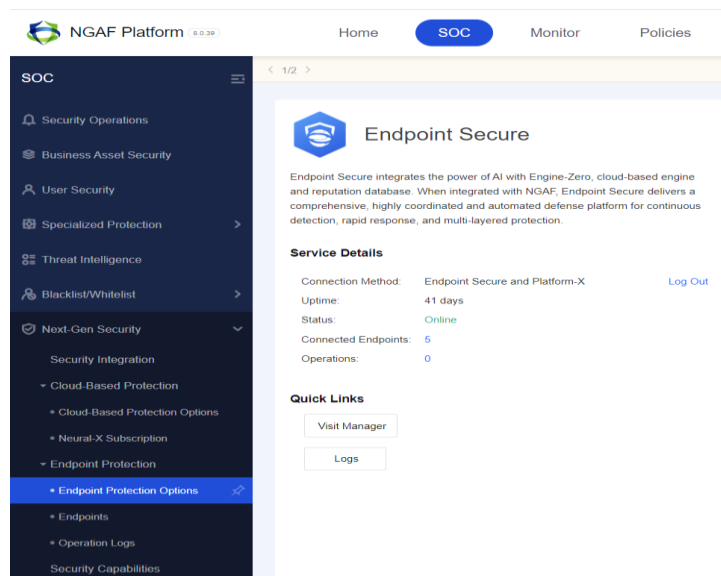 NGAF Platform 8.0.39
Home SOC Monitor Policies
SOC
< 1/2 >
Security Operations
Business Asset Security
User Security
Specialized Protection
Threat Intelligence
Blacklist/Whitelist
Next-Gen Security
Security Integration
Cloud-Based Protection
Cloud-Based Protection Options
Neural-X Subscription
Endpoint Protection
Endpoint Protection Options
Endpoints
Operation Logs
Security Capabilities
Endpoint Secure
Endpoint Secure integrates the power of AI with Engine-Zero, cloud-based engine
and reputation database. When integrated with NGAF, Endpoint Secure delivers a
comprehensive, highly coordinated and automated defense platform for continuous
detection, rapid response, and multi-layered protection.
Service Details
Connection Method: Endpoint Secure and Platform-X Log Out
Uptime: 41 days
Status: Online
Connected Endpoints: 5
Operations: 0
Quick Links
Visit Manager
Logs